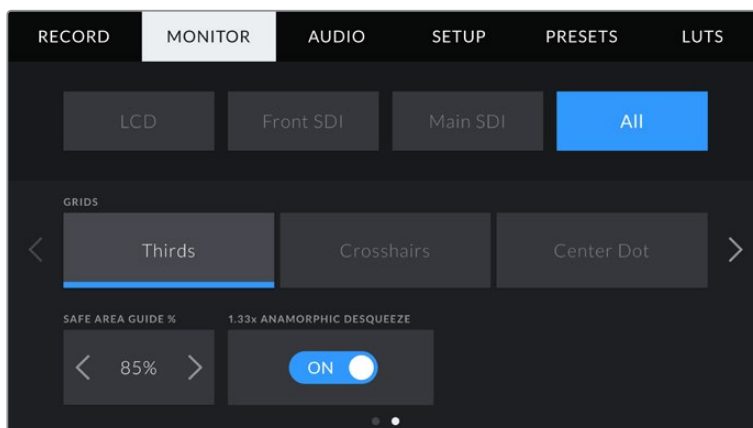 RECORD MONITOR AUDIO SETUP PRESETS LUTS
LCD Front SDI Main SDI All
GRIDS
Thirds Crosshairs Center Dot
SAFE AREA GUIDE % 1.33x ANAMORPHIC DESQUEEZE
85% ON